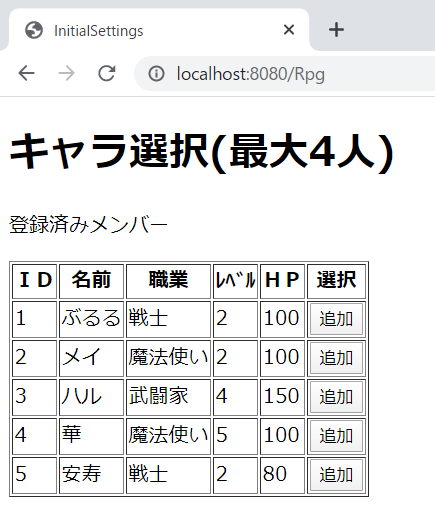 InitialSettings
localhost:8080/Rpg
キャラ選択(最大4人)
登録済みメンバー
ＩＤ 名前 職業 ﾚﾍﾞﾙ ＨＰ 選択
1 ぶるる 戦士 2 100 追加
2 メイ 魔法使い 2 100 追加
3 ハル 武闘家 4 150 追加
4 華 魔法使い 5 100 追加
5 安寿 戦士 2 80 追加